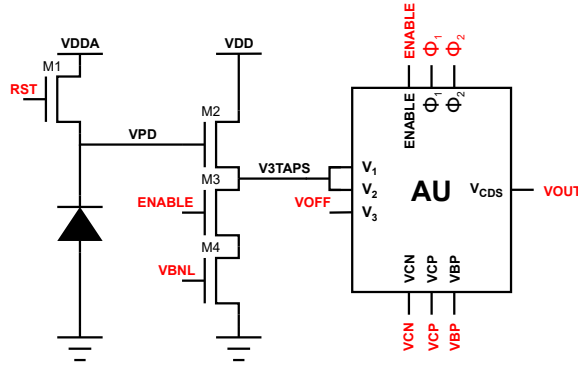 ENABLE
Φ1
Φ2
VDDA
VDD
M1
RST
ENABLE
Φ1
Φ2
M2
VPD
V3TAPS
V1
M3
V2
AU
VCDS
VOUT
ENABLE
VOFF
V3
M4
VBNL
VCN
VCP
VBP
VCN
VCP
VBP